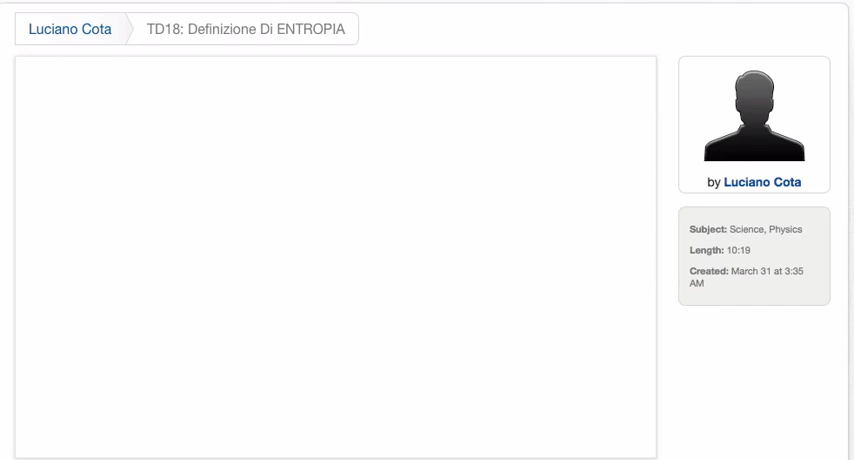 Luciano Cota
TD18: Definizione Di ENTROPIA
by Luciano Cota
Subject: Science, Physics
Length: 10:19
Created: March 31 at 3:35
AM